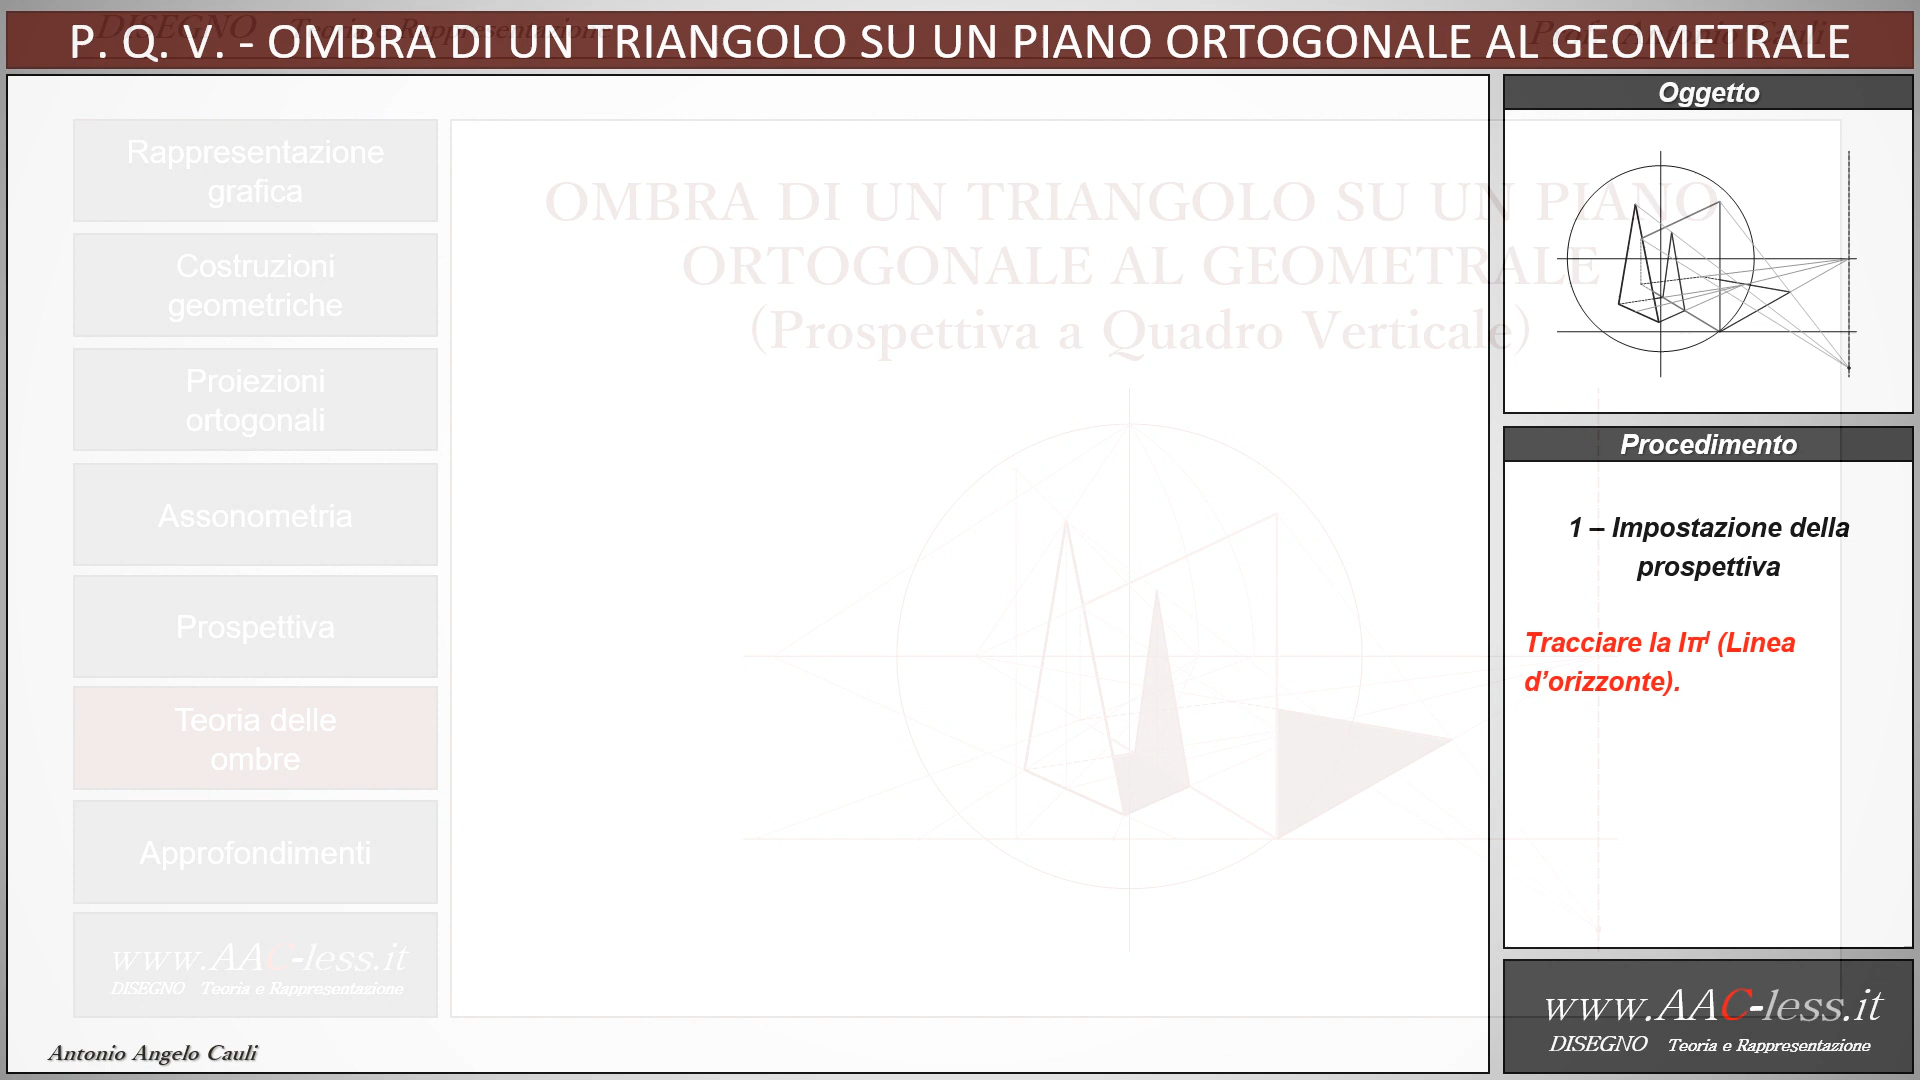 P. Q. V. - OMBRA DI UN TRIANGOLO SU UN PIANO ORTOGONALE AL GEOMETRALE
Rappresentazione
grafica
Costruzioni
geometriche
Proiezioni
ortogonali
Assonometria
Prospettiva
Teoria delle
ombre
Approfondimenti
www.AAC-less.it
DISEGNO Teoria e Rappresentazione
Antonio Angelo Cauli
OMBRA DI UN TRIANGOLO SU UN PIANO
ORTOGONALE AL GEOMETRALE
(Prospettiva a Quadro Verticale)
Oggetto
Procedimento
1 – Impostazione della
prospettiva
Tracciare la Iπ' (Linea
d’orizzonte).
www.AAC-less.it
DISEGNO Teoria e Rappresentazione